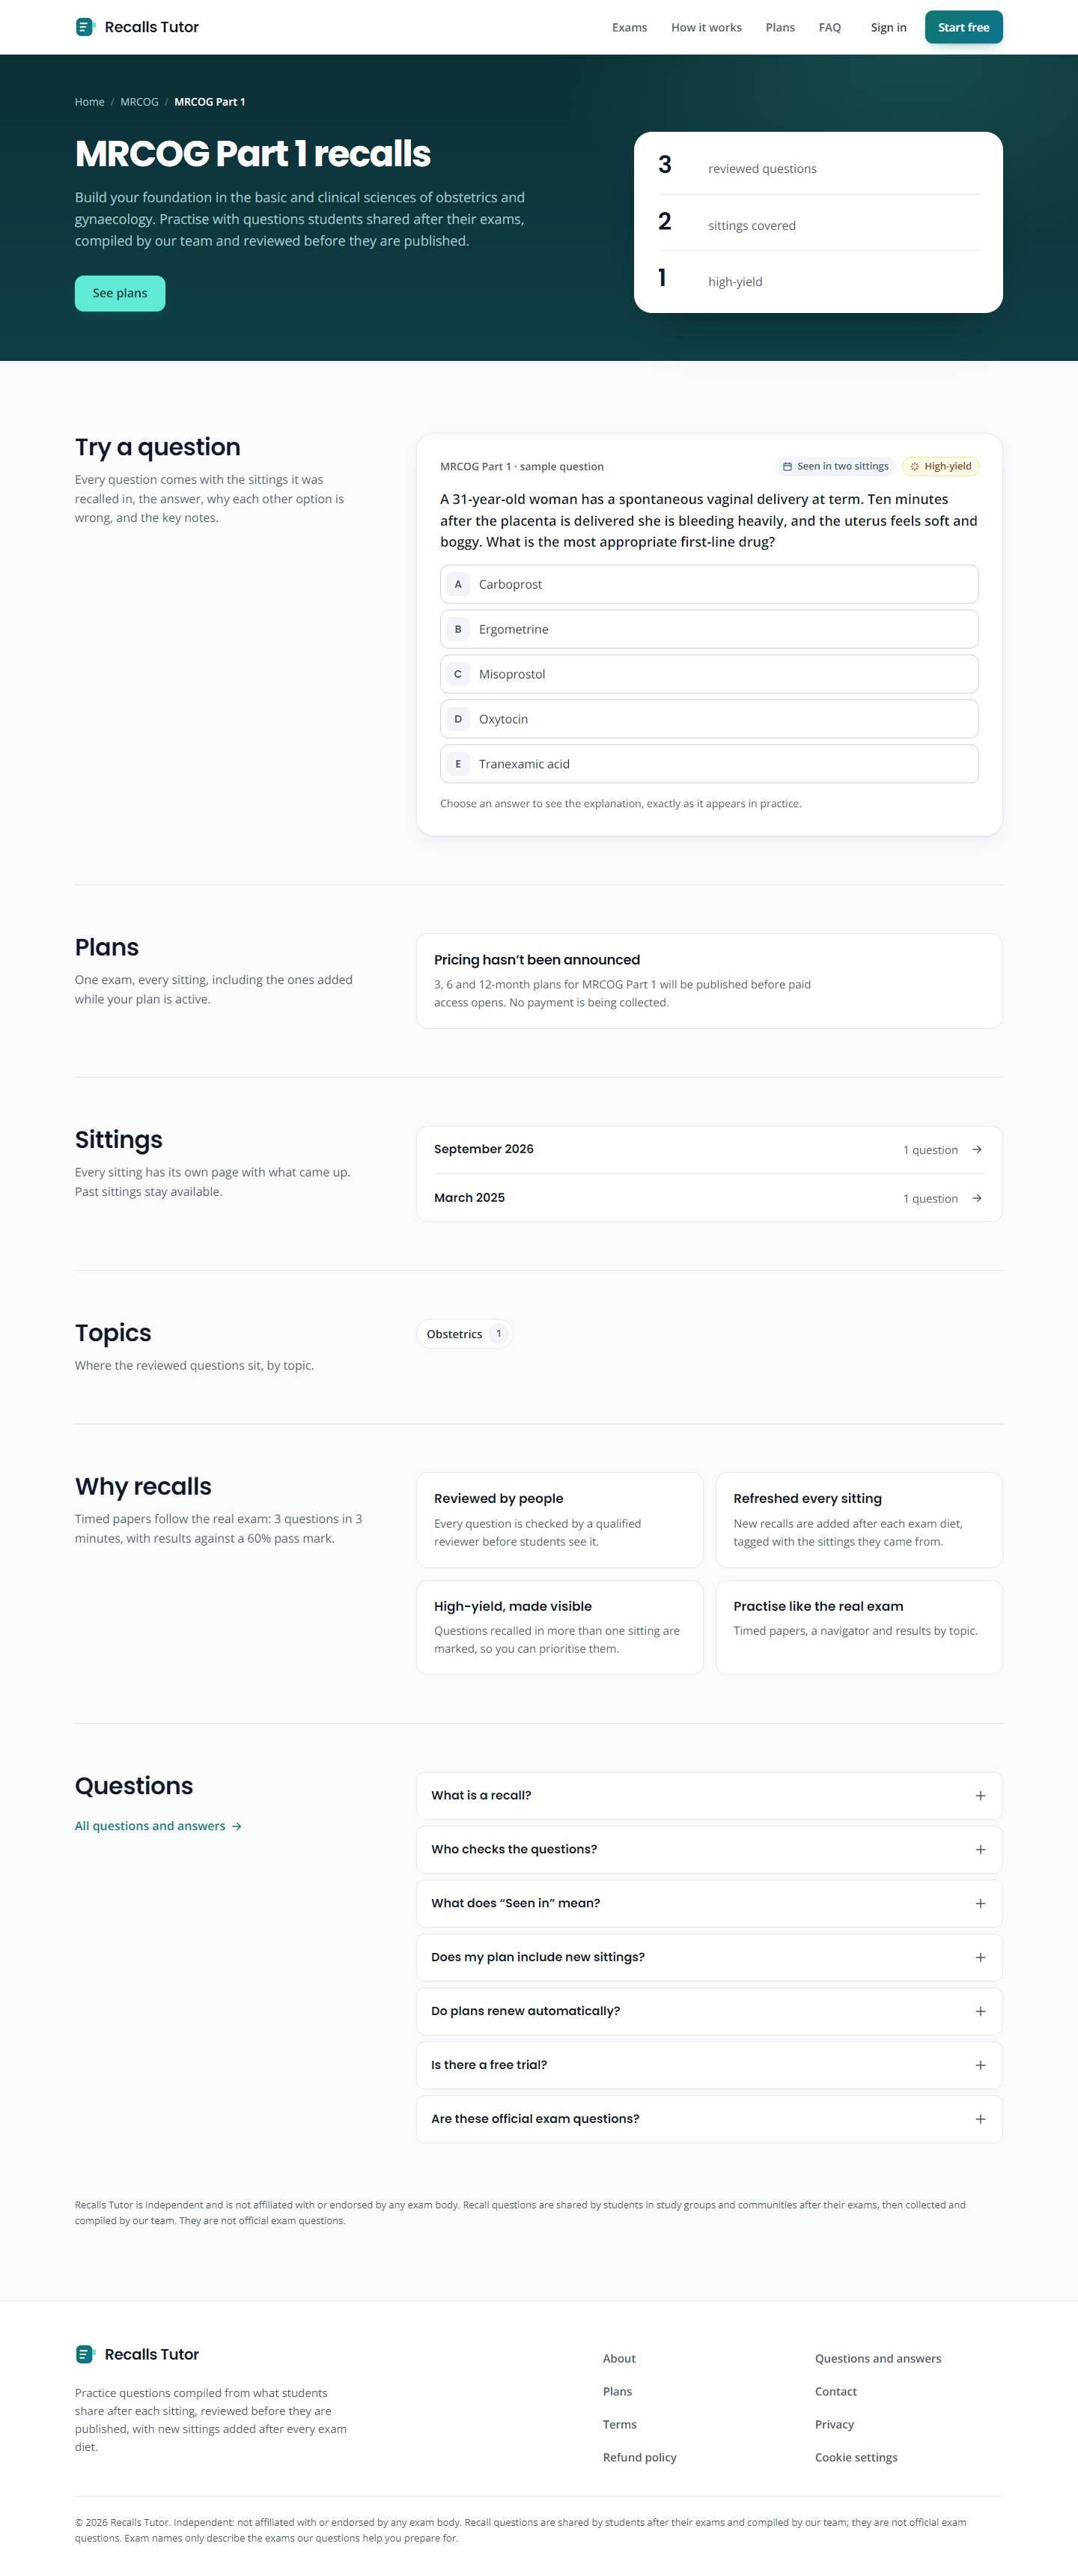 Recalls Tutor
Exams
How it works
Plans
FAQ
Sign in
Start free
Home / MRCOG / MRCOG Part 1
MRCOG Part 1 recalls
Build your foundation in the basic and clinical sciences of obstetrics and
gynaecology. Practise with questions students shared after their exams,
compiled by our team and reviewed before they are published.
See plans
3 reviewed questions
2 sittings covered
1 high-yield
Try a question
Every question comes with the sittings it was
recalled in, the answer, why each other option is
wrong, and the key notes.
MRCOG Part 1 · sample question
Seen in two sittings
High-yield
A 31-year-old woman has a spontaneous vaginal delivery at term. Ten minutes
after the placenta is delivered she is bleeding heavily, and the uterus feels soft and
boggy. What is the most appropriate first-line drug?
A Carboprost
B Ergometrine
C Misoprostol
D Oxytocin
E Tranexamic acid
Choose an answer to see the explanation, exactly as it appears in practice.
Plans
One exam, every sitting, including the ones added
while your plan is active.
Pricing hasn’t been announced
3, 6 and 12-month plans for MRCOG Part 1 will be published before paid
access opens. No payment is being collected.
Sittings
Every sitting has its own page with what came up.
Past sittings stay available.
September 2026 1 question →
March 2025 1 question →
Topics
Where the reviewed questions sit, by topic.
Obstetrics 1
Why recalls
Timed papers follow the real exam: 3 questions in 3
minutes, with results against a 60% pass mark.
Reviewed by people
Every question is checked by a qualified
reviewer before students see it.
Refreshed every sitting
New recalls are added after each exam diet,
tagged with the sittings they came from.
High-yield, made visible
Questions recalled in more than one sitting are
marked, so you can prioritise them.
Practise like the real exam
Timed papers, a navigator and results by topic.
Questions
All questions and answers →
What is a recall?
Who checks the questions?
What does “Seen in” mean?
Does my plan include new sittings?
Do plans renew automatically?
Is there a free trial?
Are these official exam questions?
Recalls Tutor is independent and is not affiliated with or endorsed by any exam body. Recall questions are shared by students in study groups and communities after their exams, then collected and
compiled by our team. They are not official exam questions.
Recalls Tutor
Practice questions compiled from what students
share after each sitting, reviewed before they are
published, with new sittings added after every exam
diet.
About
Plans
Terms
Refund policy
Questions and answers
Contact
Privacy
Cookie settings
© 2026 Recalls Tutor. Independent: not affiliated with or endorsed by any exam body. Recall questions are shared by students after their exams and compiled by our team; they are not official exam
questions. Exam names only describe the exams our questions help you prepare for.